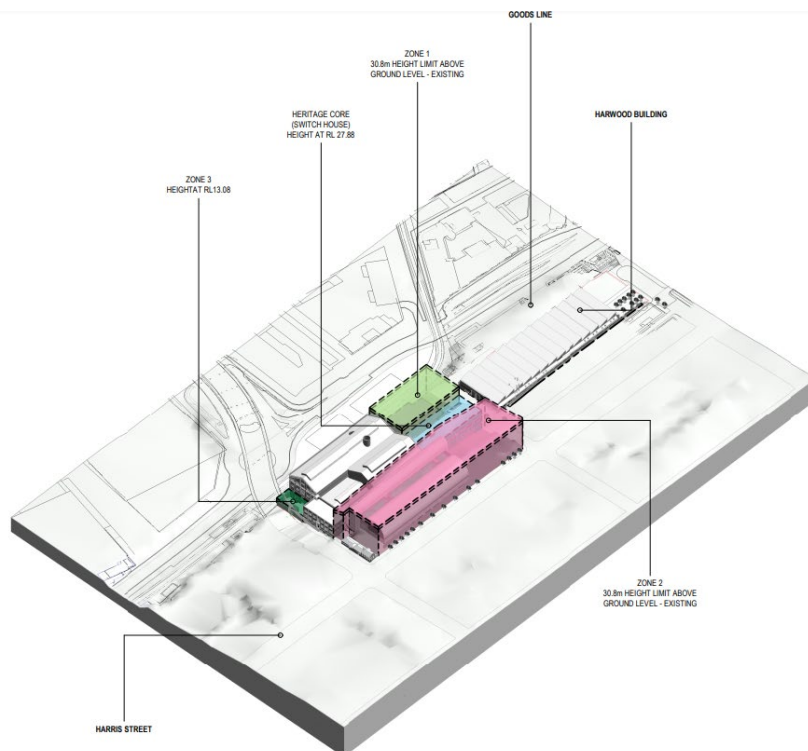 GOODS LINE
ZONE 1
30.8m HEIGHT LIMIT ABOVE
GROUND LEVEL - EXISTING
HERITAGE CORE
(SWITCH HOUSE)
HEIGHT AT RL 27.88
HARWOOD BUILDING
ZONE 3
HEIGHTAT RL13.08
ZONE 2
30.8m HEIGHT LIMIT ABOVE
GROUND LEVEL - EXISTING
HARRIS STREET